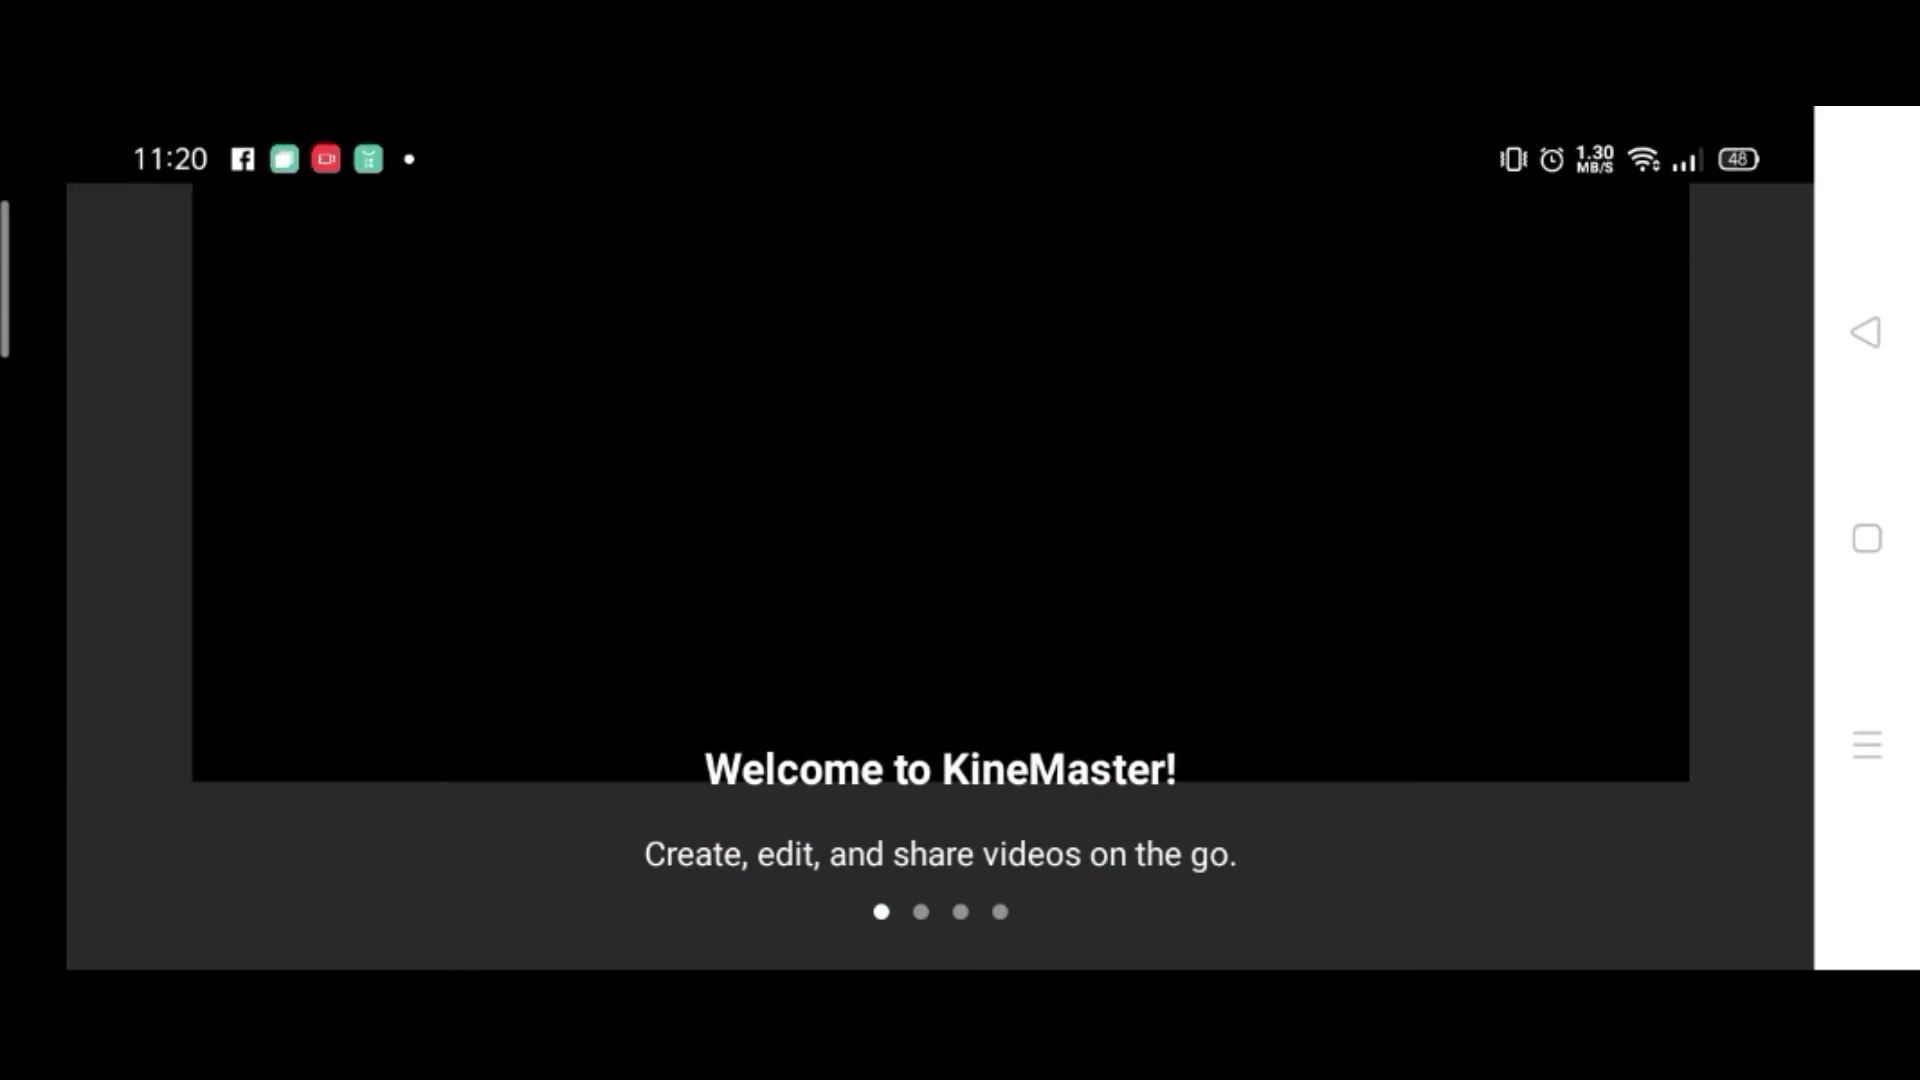 11:20
1.30
MB/S
48
Welcome to KineMaster!
Create, edit, and share videos on the go.